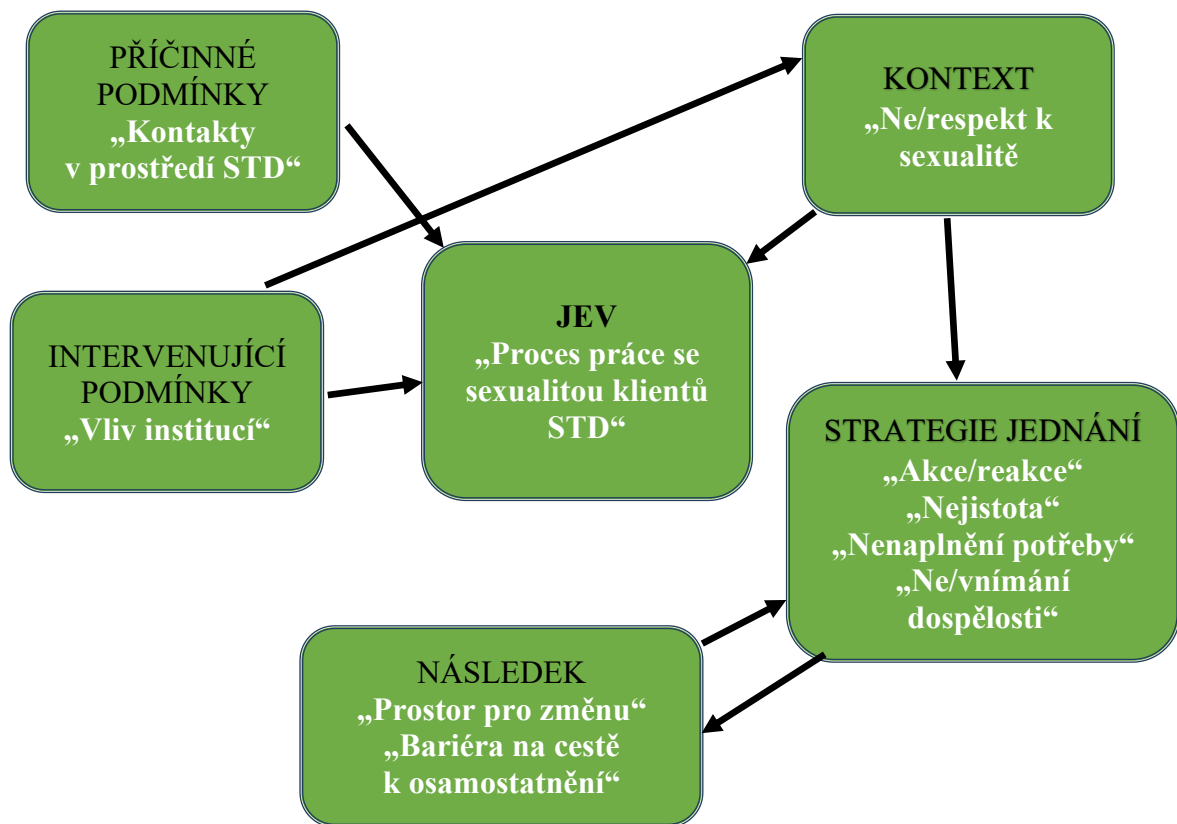 PŘÍČINNÉ
PODMÍNKY
„Kontakty
v prostředí STD“
KONTEXT
„Ne/respekt k
sexualitě
INTERVENUJÍCÍ
PODMÍNKY
„Vliv institucí“
JEV
„Proces práce se
sexualitou klientů
STD“
STRATEGIE JEDNÁNÍ
„Akce/reakce“
„Nejistota“
„Nenaplnění potřeby“
„Ne/vnímání
dospělosti“
NÁSLEDEK
„Prostor pro změnu“
„Bariéra na cestě
k osamostatnění“